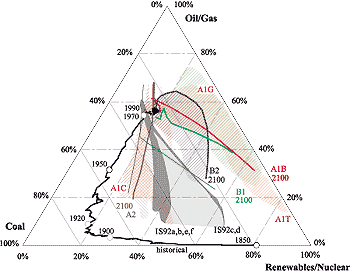 0%
100%
Oil/Gas
20%
80%
A1G
40%
60%
1990
1970
60%
40%
1950
A1B
2100
B2
2100
B1
2100
A1C
2100
80%
20%
A1T
1920
A2
Coal
1900
IS92a,b,e,f
IS92c,d
1850
100%
0%
20%
40%
60%
80%
100%
historical
Renewables/Nuclear